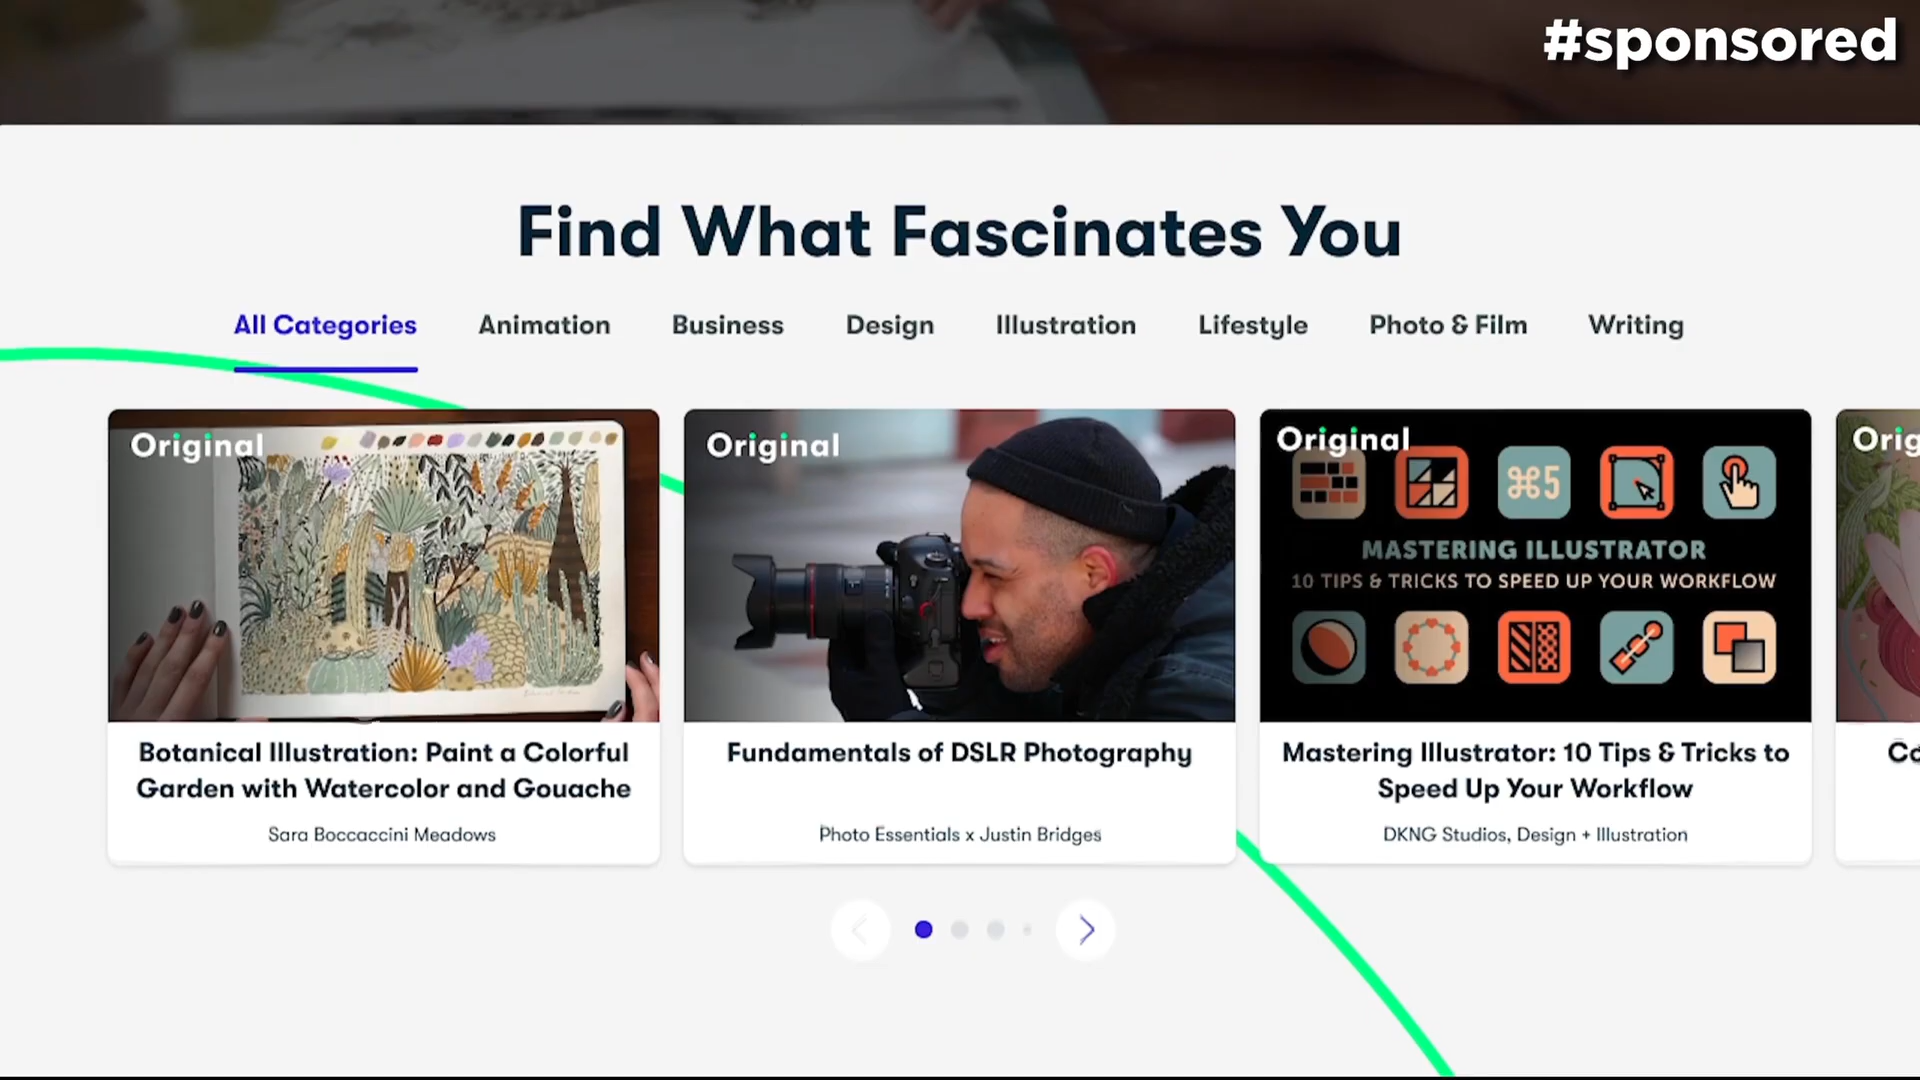 #sponsored
Find What Fascinates You
All Categories Animation Business Design Illustration Lifestyle Photo & Film Writing
Original
Botanical Illustration: Paint a Colorful
Garden with Watercolor and Gouache
Sara Boccaccini Meadows
Original
Fundamentals of DSLR Photography
Photo Essentials x Justin Bridges
Original
⌘5
MASTERING ILLUSTRATOR
10 TIPS & TRICKS TO SPEED UP YOUR WORKFLOW
Mastering Illustrator: 10 Tips & Tricks to
Speed Up Your Workflow
DKNG Studios, Design + Illustration
Orig